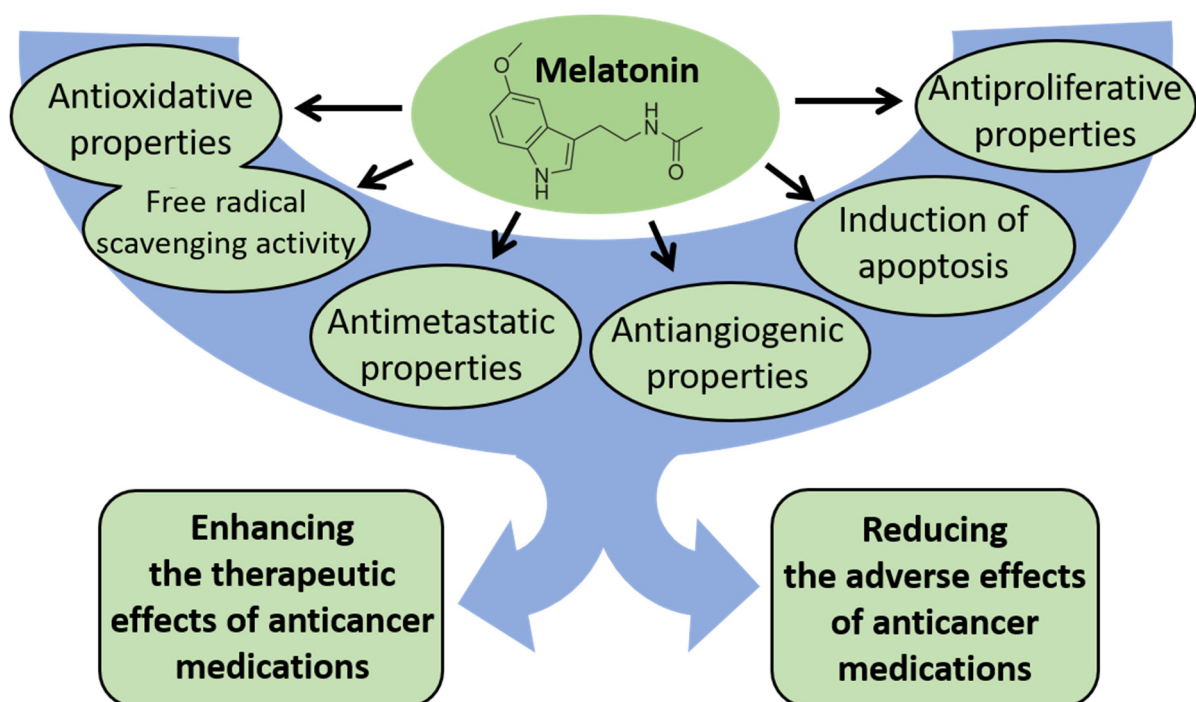 Melatonin
O
H
N
O
N
H
Antioxidative
properties
Free radical
scavenging activity
Antimetastatic
properties
Antiangiogenic
properties
Induction of
apoptosis
Antiproliferative
properties
Enhancing
the therapeutic
effects of anticancer
medications
Reducing
the adverse effects
of anticancer
medications